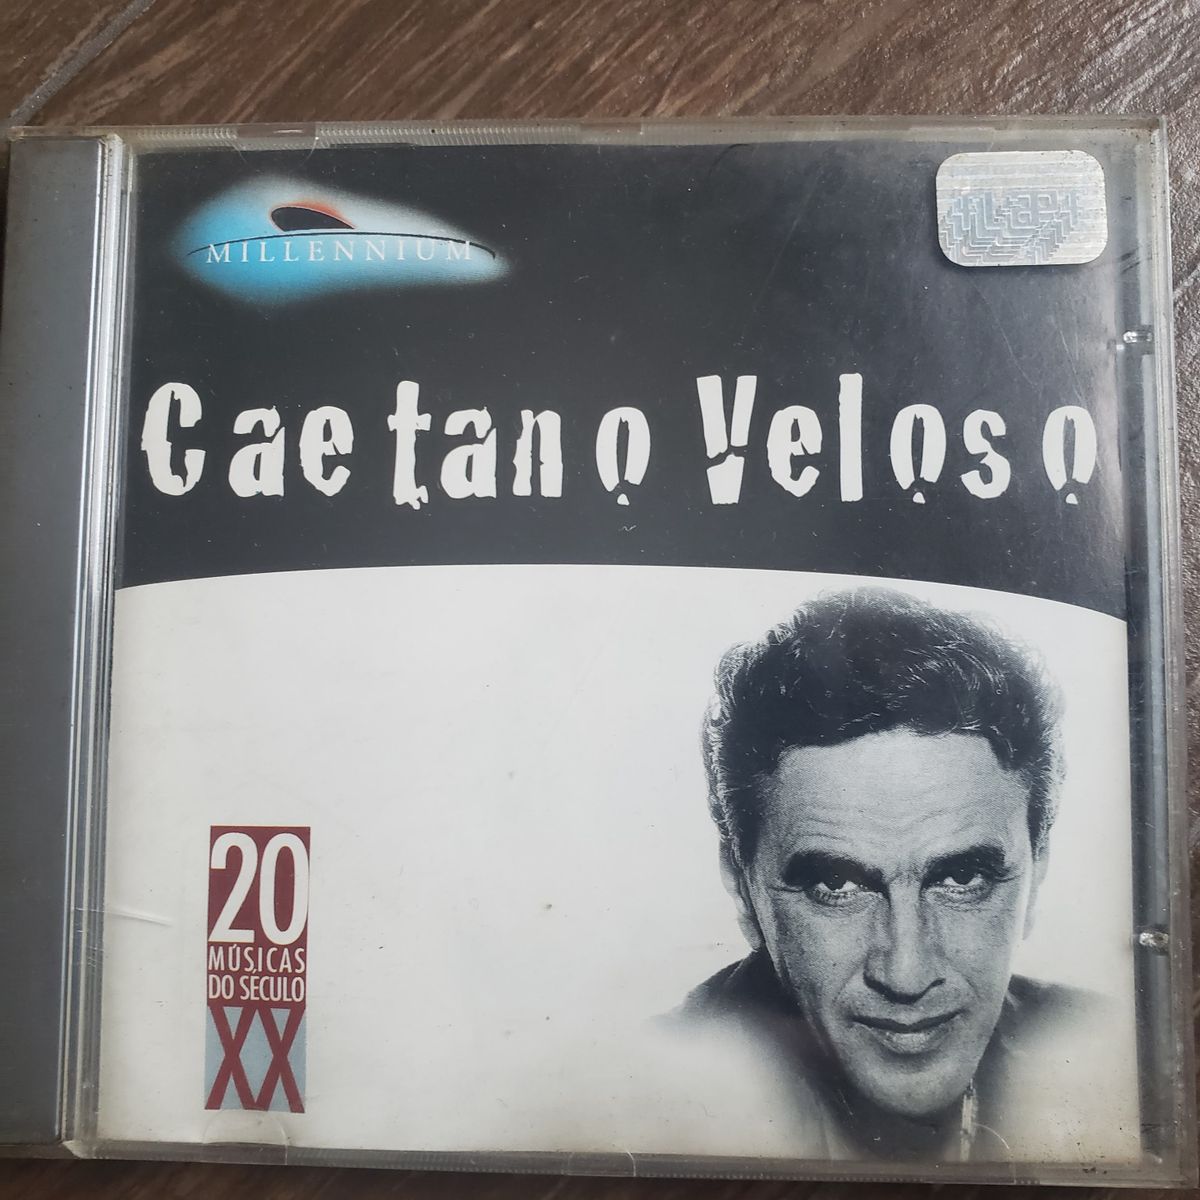 MILLENNIUM
Caetano Veloso
20
MÚSICAS
DO SÉCULO
XX